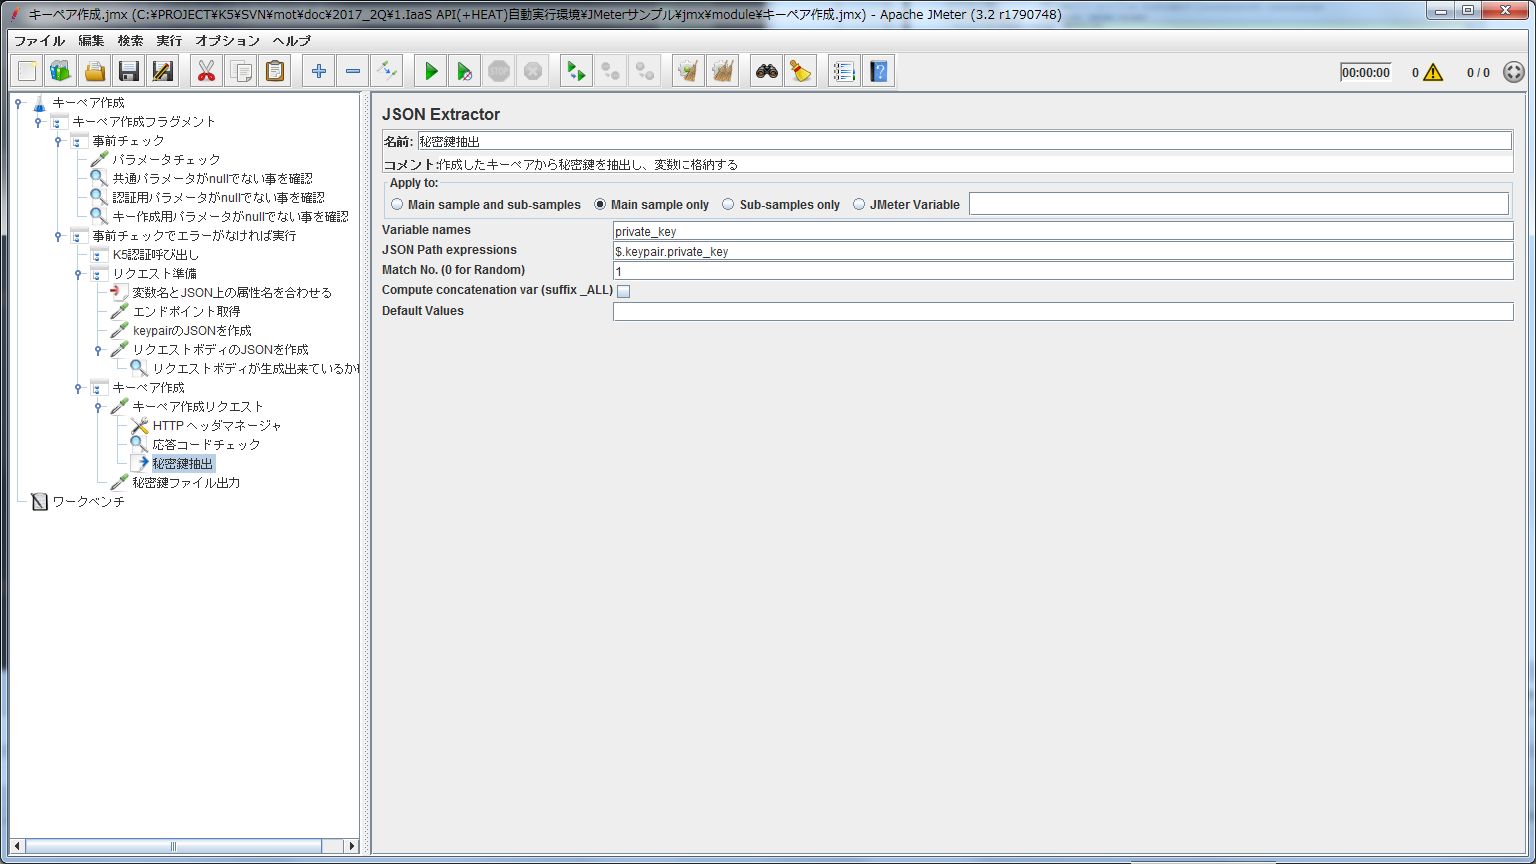 キーペア作成.jmx (C:¥PROJECT¥K5¥SVN¥mot¥doc¥2017_2Q¥1.IaaS API(+HEAT)自動実行環境¥JMeterサンプル¥jmx¥module¥キーペア作成.jmx) - Apache JMeter (3.2 r1790748)
ファイル 編集 検索 実行 オプション ヘルプ
STOP
00:00:00 0 0 / 0
キーペア作成
キーペア作成フラグメント
事前チェック
パラメータチェック
共通パラメータがnullでない事を確認
認証用パラメータがnullでない事を確認
キー作成用パラメータがnullでない事を確認
事前チェックでエラーがなければ実行
K5認証呼び出し
リクエスト準備
変数名とJSON上の属性名を合わせる
エンドポイント取得
keypairのJSONを作成
リクエストボディのJSONを作成
リクエストボディが生成出来ているか
キーペア作成
キーペア作成リクエスト
HTTP ヘッダマネージャ
応答コードチェック
秘密鍵抽出
秘密鍵ファイル出力
ワークベンチ
JSON Extractor
名前: 秘密鍵抽出
コメント:作成したキーペアから秘密鍵を抽出し、変数に格納する
Apply to:
Main sample and sub-samples Main sample only Sub-samples only JMeter Variable
Variable names private_key
JSON Path expressions $.keypair.private_key
Match No. (0 for Random) 1
Compute concatenation var (suffix _ALL)
Default Values